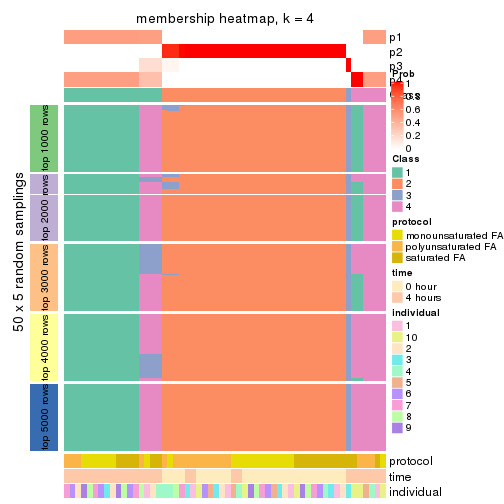 membership heatmap, k = 4
p1
p2
p3
p4
Prob
1
0.8
0.6
0.4
0.2
0
Class
1
2
3
4
protocol
monounsaturated FA
polyunsaturated FA
saturated FA
time
0 hour
4 hours
individual
1
10
2
3
4
5
6
7
8
9
50 x 5 random samplings
top 1000 rows
top 2000 rows
top 3000 rows
top 4000 rows
top 5000 rows
protocol
time
individual